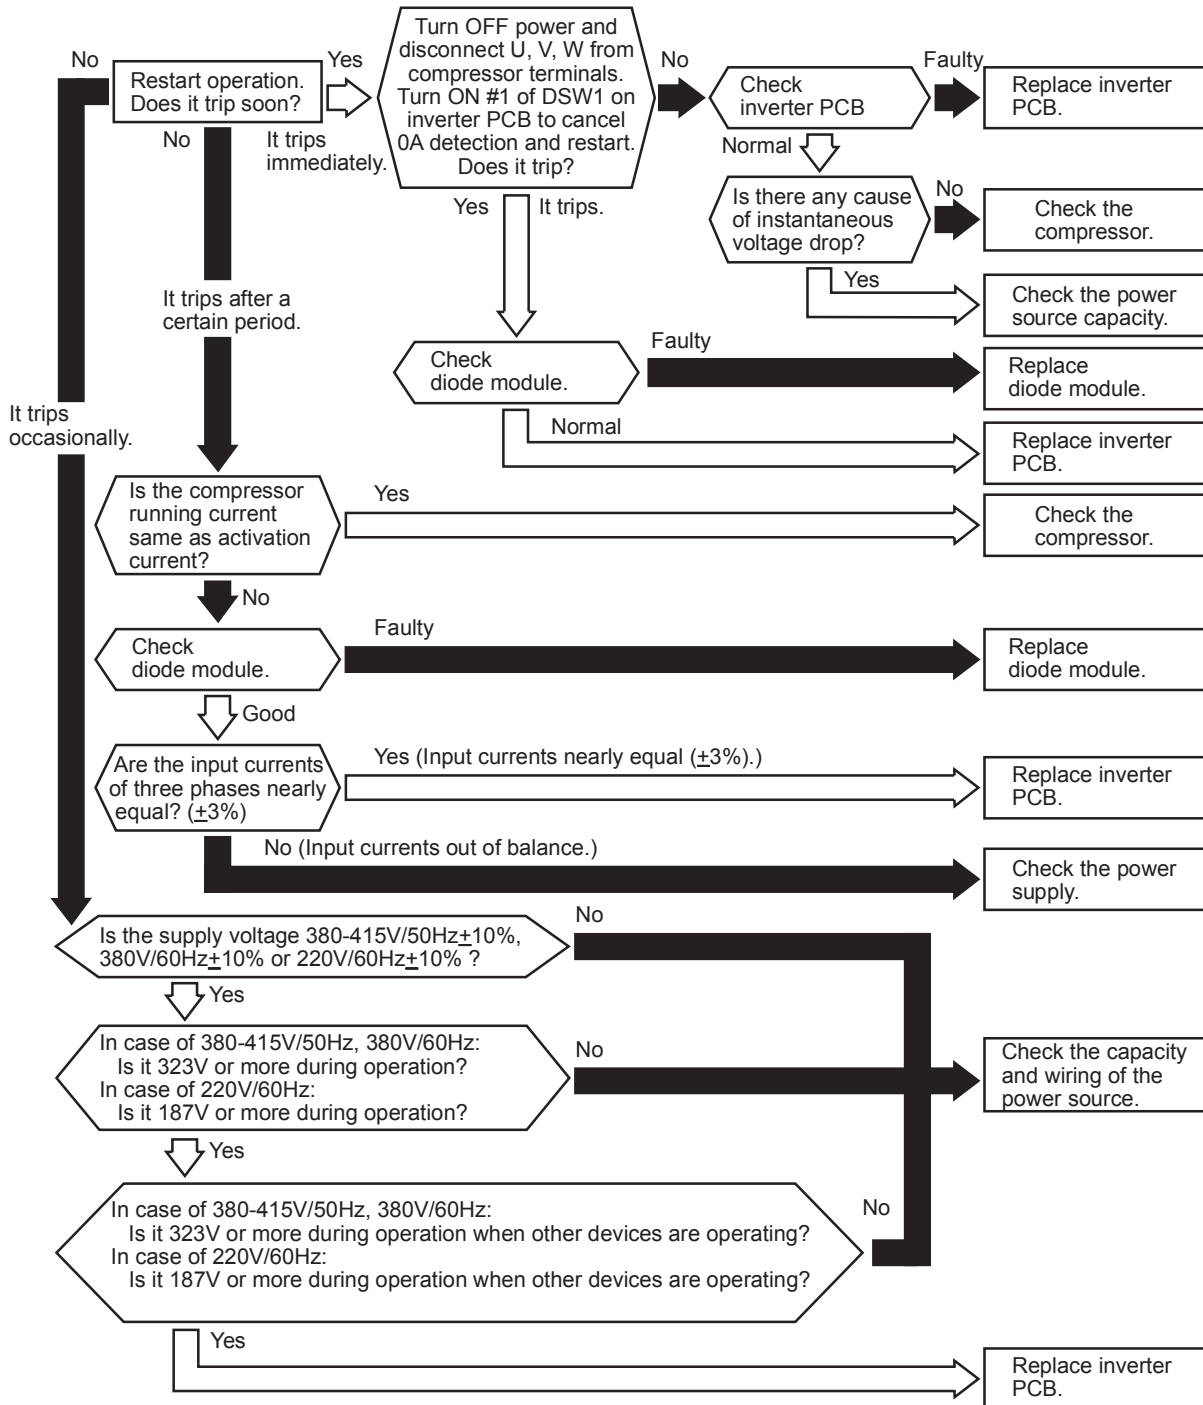 No
Restart operation.
Does it trip soon?
Yes
No
It trips
immediately.
Turn OFF power and
disconnect U, V, W from
compressor terminals.
Turn ON #1 of DSW1 on
inverter PCB to cancel
0A detection and restart.
Does it trip?
No
Check
inverter PCB
Faulty
Replace inverter
PCB.
Normal
Is there any cause
of instantaneous
voltage drop?
No
Check the
compressor.
Yes
Check the power
source capacity.
Yes
It trips.
Check
diode module.
Faulty
Replace
diode module.
Normal
Replace inverter
PCB.
It trips after a
certain period.
It trips
occasionally.
Is the compressor
running current
same as activation
current?
Yes
Check the
compressor.
No
Check
diode module.
Faulty
Replace
diode module.
Good
Are the input currents
of three phases nearly
equal? (±3%)
Yes (Input currents nearly equal (±3%).)
Replace inverter
PCB.
No (Input currents out of balance.)
Check the power
supply.
Is the supply voltage 380-415V/50Hz±10%,
380V/60Hz±10% or 220V/60Hz±10% ?
No
Yes
In case of 380-415V/50Hz, 380V/60Hz:
Is it 323V or more during operation?
In case of 220V/60Hz:
Is it 187V or more during operation?
No
Check the capacity
and wiring of the
power source.
Yes
In case of 380-415V/50Hz, 380V/60Hz:
Is it 323V or more during operation when other devices are operating?
In case of 220V/60Hz:
Is it 187V or more during operation when other devices are operating?
No
Yes
Replace inverter
PCB.